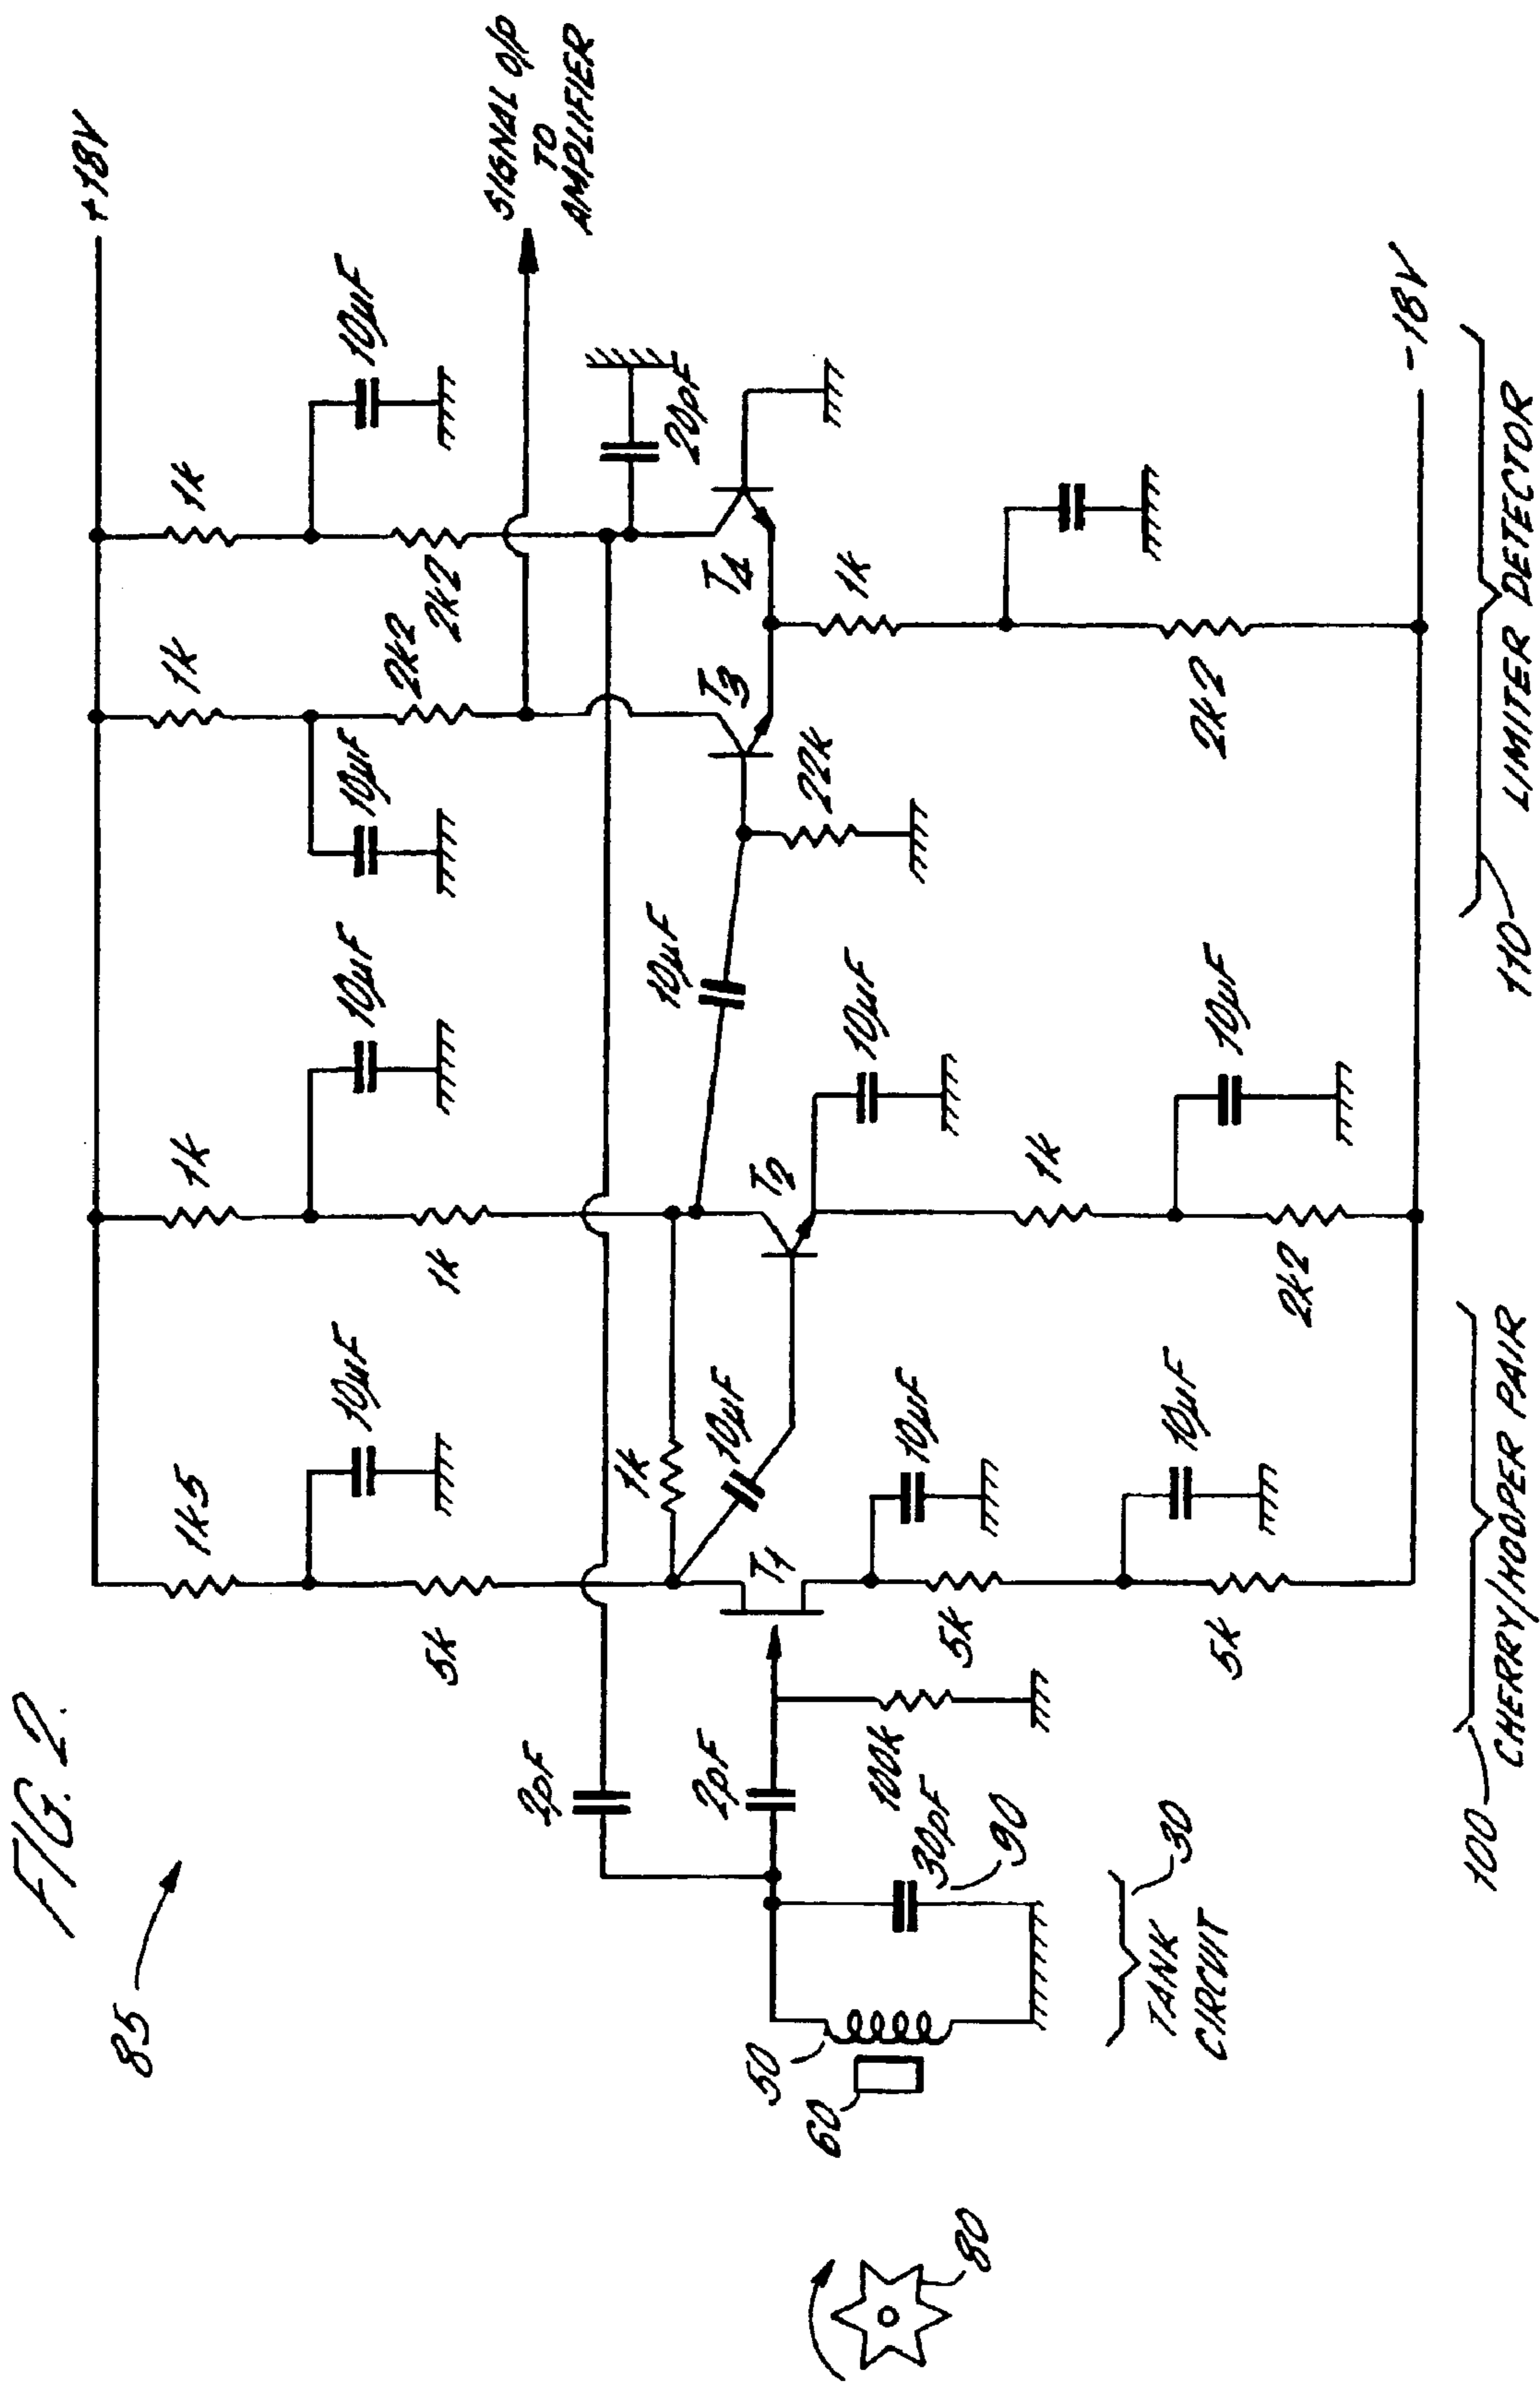 FIG. 2.
85
+18V
1k5
1k
1k
1k
10µF
10µF
10µF
10µF
5k
1k
2k2
2k2
SIGNAL O/P
TO
AMPLIFIER
2pF
1k
10µF
10µF
20pF
2pF
T1
T2
T3
T4
100k
22k
1k
50
60
30pF
90
5k
10µF
10µF
80
5k
10µF
1k
10µF
2k2
2k2
-18V
TANK
CIRCUIT
30
100
CHERRY/HOOPER PAIR
110
LIMITER DETECTOR